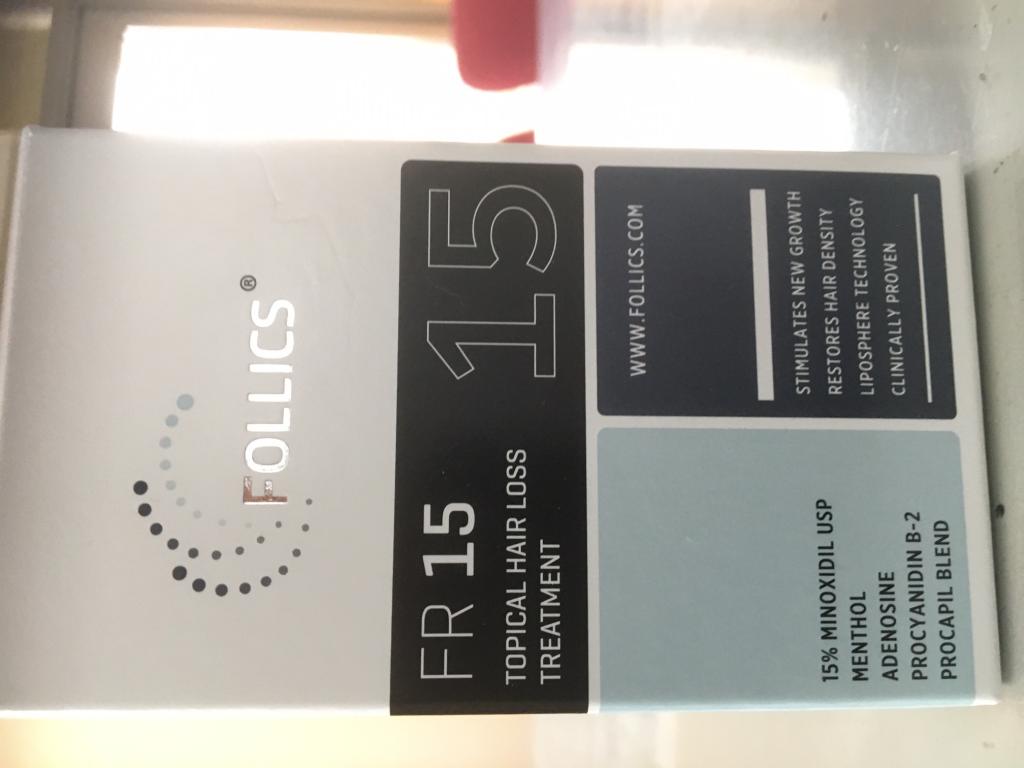 FOLLICS®
FR 15
TOPICAL HAIR LOSS
TREATMENT
15
15% MINOXIDIL USP
MENTHOL
ADENOSINE
PROCYANIDIN B-2
PROCAPIL BLEND
WWW.FOLLICS.COM
STIMULATES NEW GROWTH
RESTORES HAIR DENSITY
LIPOSPHERE TECHNOLOGY
CLINICALLY PROVEN